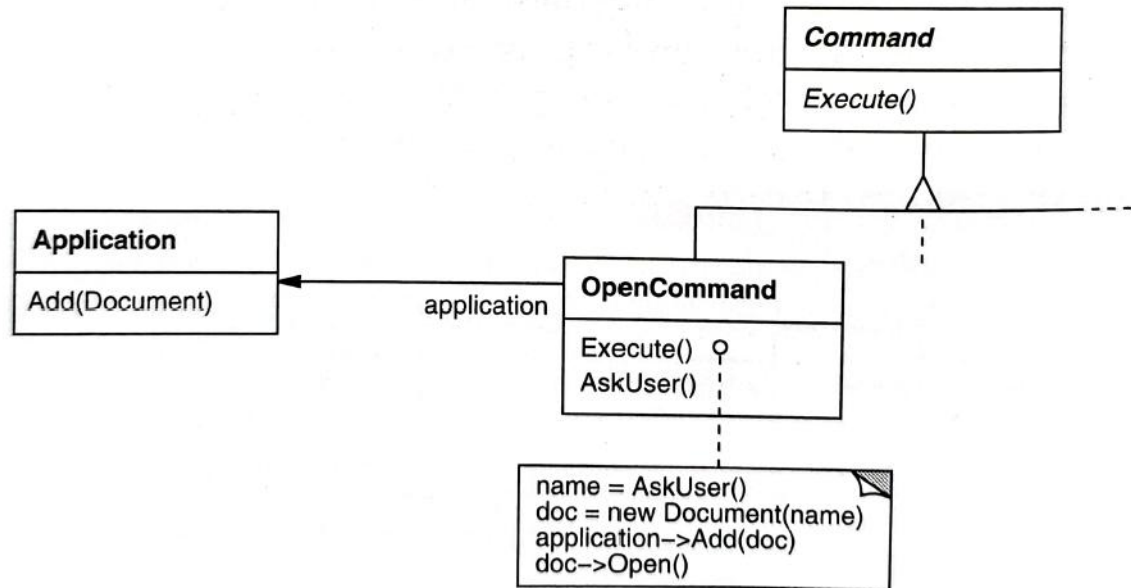 Command
Execute()
Application
Add(Document)
application
OpenCommand
Execute()
AskUser()
name = AskUser()
doc = new Document(name)
application->Add(doc)
doc->Open()